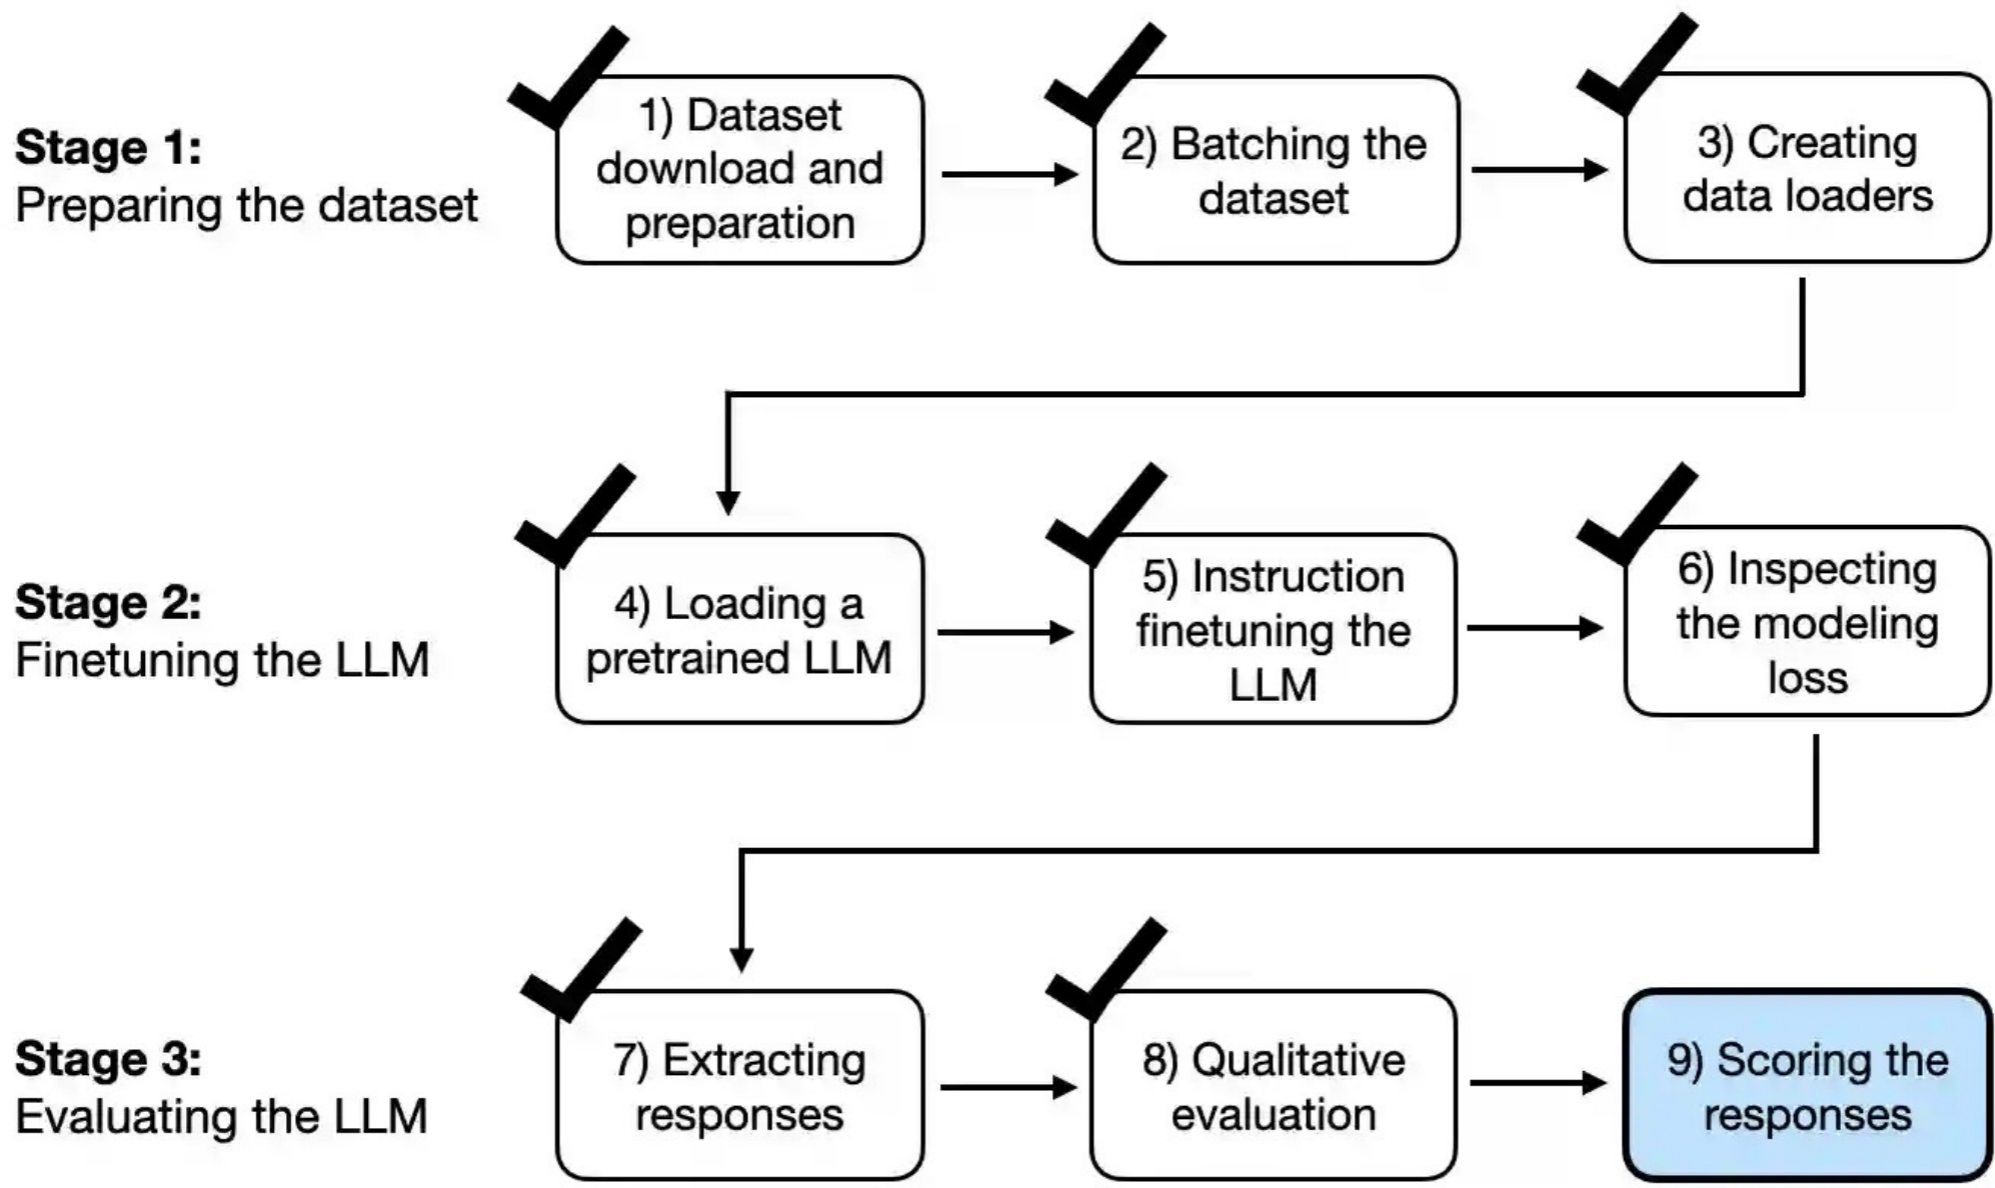 Stage 1:
Preparing the dataset
1) Dataset
download and
preparation
2) Batching the
dataset
3) Creating
data loaders
Stage 2:
Finetuning the LLM
4) Loading a
pretrained LLM
5) Instruction
finetuning the
LLM
6) Inspecting
the modeling
loss
Stage 3:
Evaluating the LLM
7) Extracting
responses
8) Qualitative
evaluation
9) Scoring the
responses